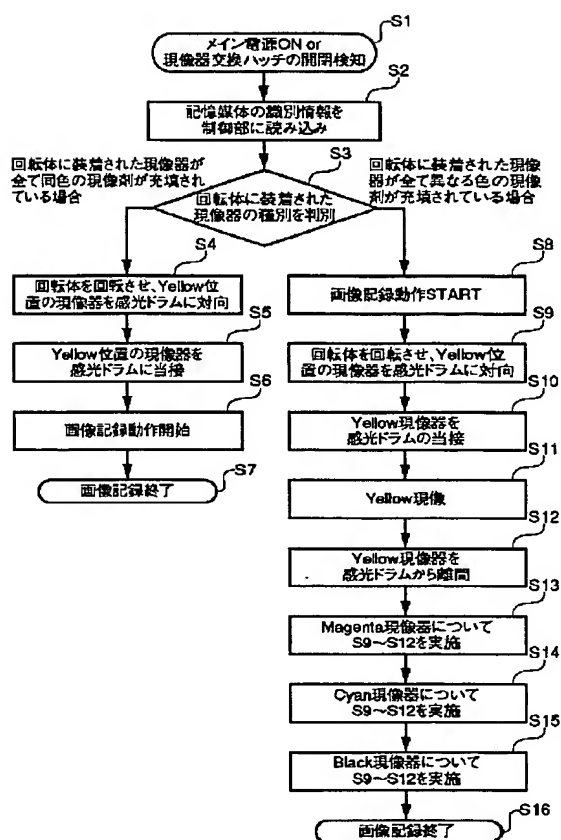 S1
メイン電源ON or
現像器交換ハッチの開閉検知
S2
記憶媒体の識別情報を
制御部に読み込み
S3
回転体に装着された現像器が
全て同色の現像剤が充填され
ている場合
回転体に装着された
現像器の種別を判別
回転体に装着された現像
器が全て異なる色の現像
剤が充填されている場合
S4
回転体を回転させ、Yellow位
置の現像器を感光ドラムに対向
S5
Yellow位置の現像器を
感光ドラムに当接
S6
画像記録動作開始
S7
画像記録終了
S8
画像記録動作START
S9
回転体を回転させ、Yellow位
置の現像器を感光ドラムに対向
S10
Yellow現像器を
感光ドラムの当接
S11
Yellow現像
S12
Yellow現像器を
感光ドラムから離間
S13
Magenta現像器について
S9～S12を実施
S14
Cyan現像器について
S9～S12を実施
S15
Black現像器について
S9～S12を実施
S16
画像記録終了